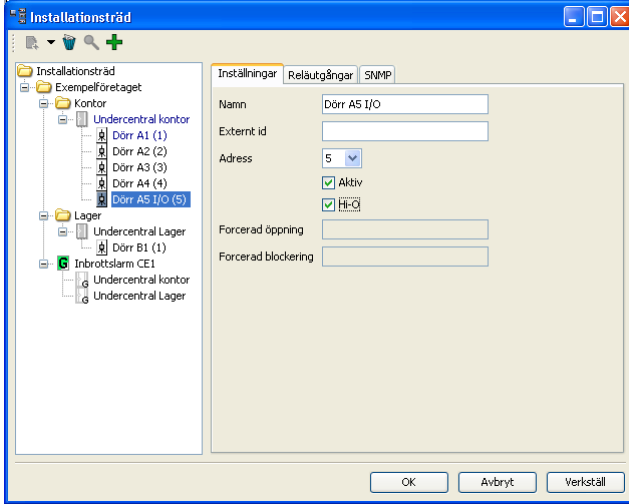 Installationsträd
Installationsträd
Exempelföretaget
Kontor
Undercentral kontor
Dörr A1 (1)
Dörr A2 (2)
Dörr A3 (3)
Dörr A4 (4)
Dörr A5 I/O (5)
Lager
Undercentral Lager
Dörr B1 (1)
G Inbrottslarm CE1
G Undercentral kontor
G Undercentral Lager
Inställningar Reläutgångar SNMP
Namn Dörr A5 I/O
Externt id
Adress 5
Aktiv
Hi-O
Forcerad öppning
Forcerad blockering
OK Avbryt Verkställ